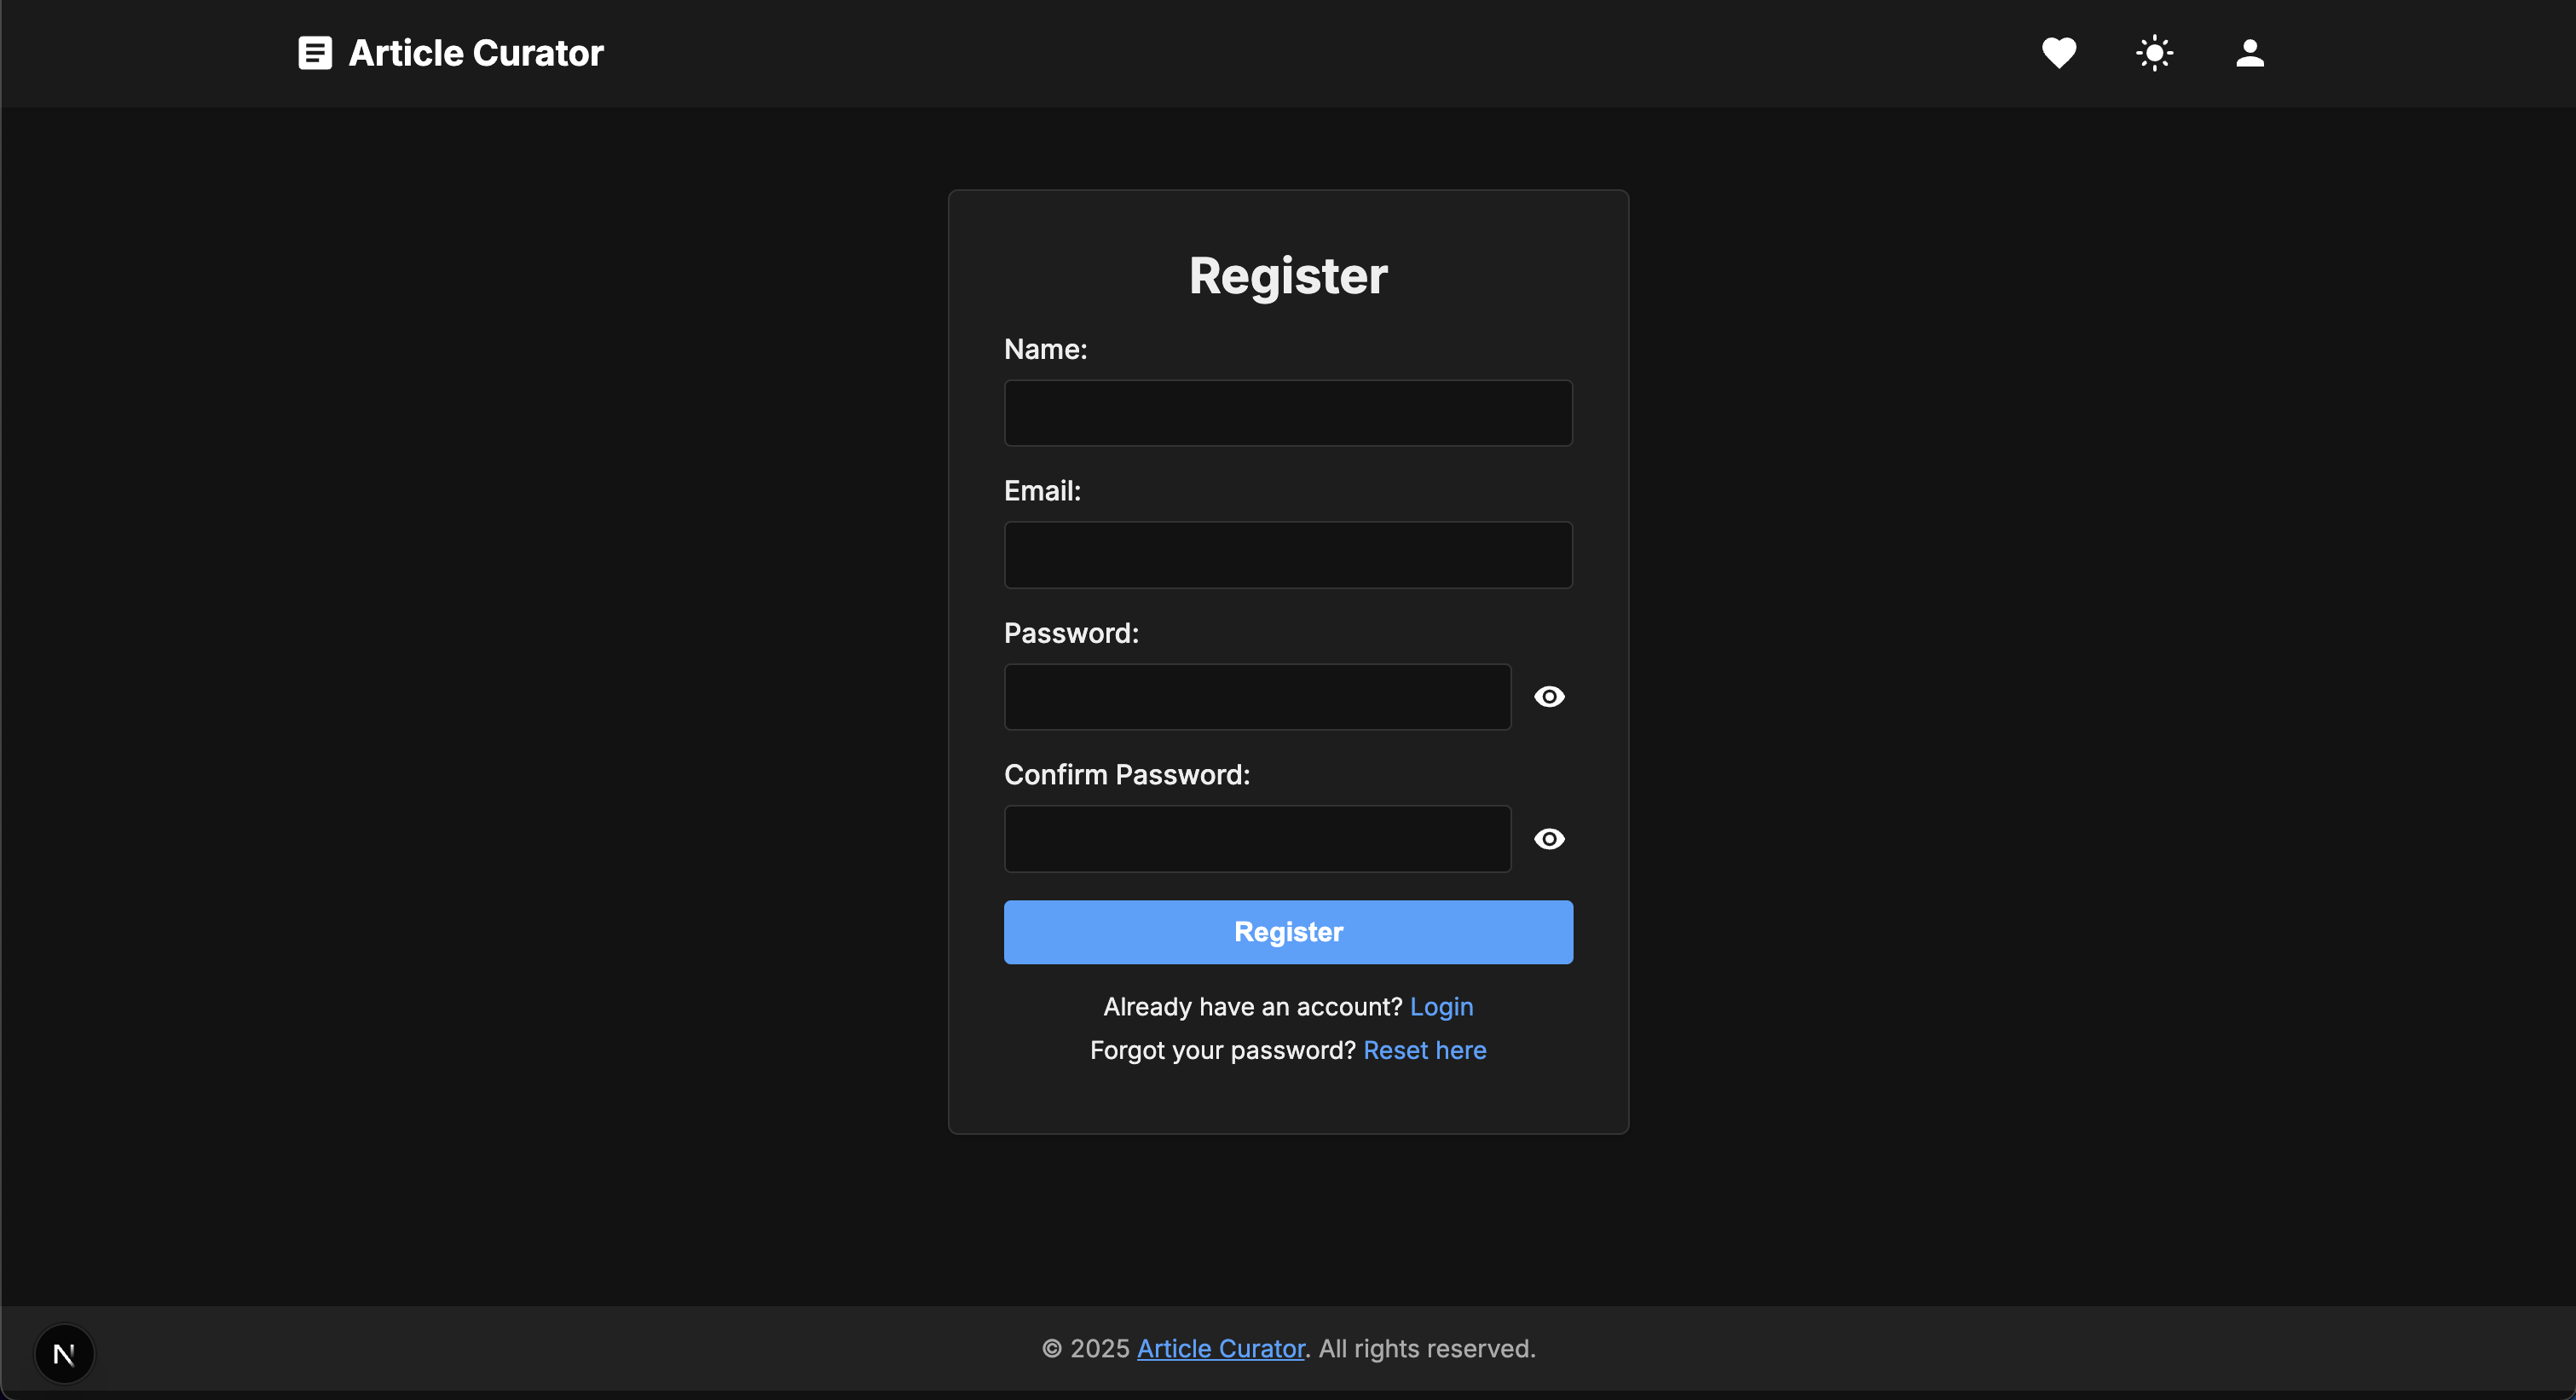 Article Curator
Register
Name:
Email:
Password:
Confirm Password:
Register
Already have an account? Login
Forgot your password? Reset here
N
© 2025 Article Curator. All rights reserved.